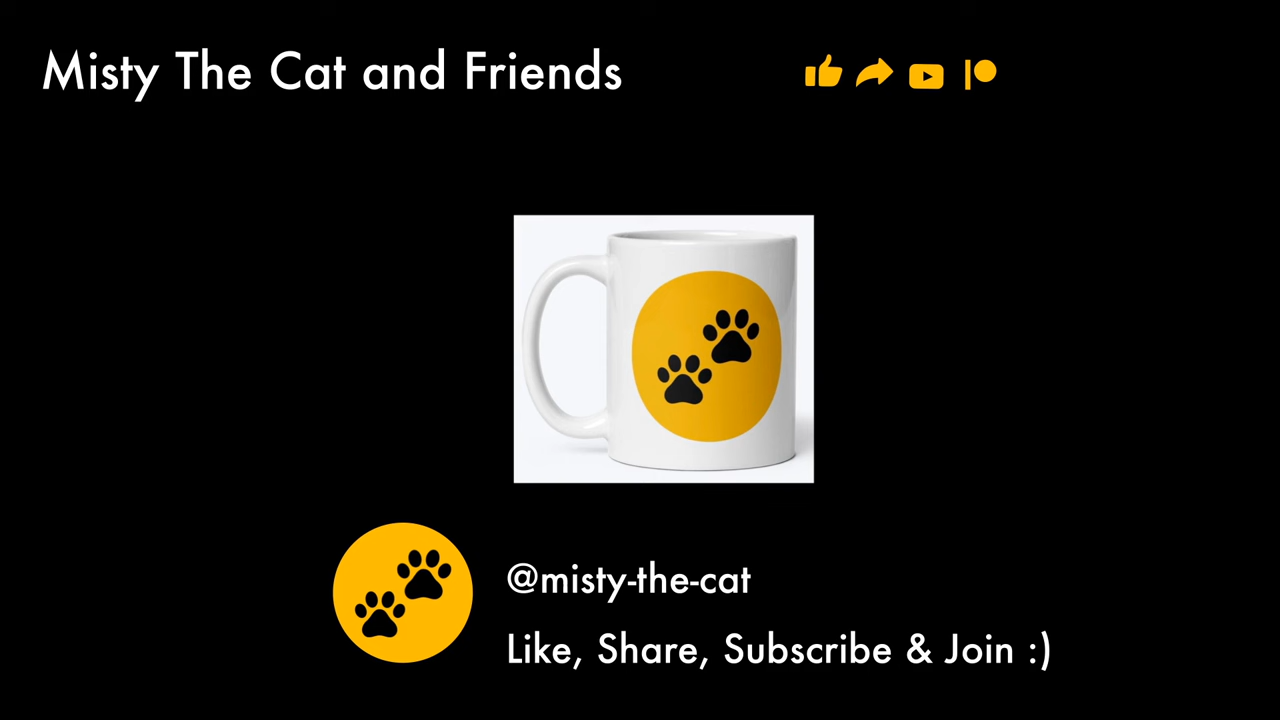 Misty The Cat and Friends
@misty-the-cat
Like, Share, Subscribe & Join :)